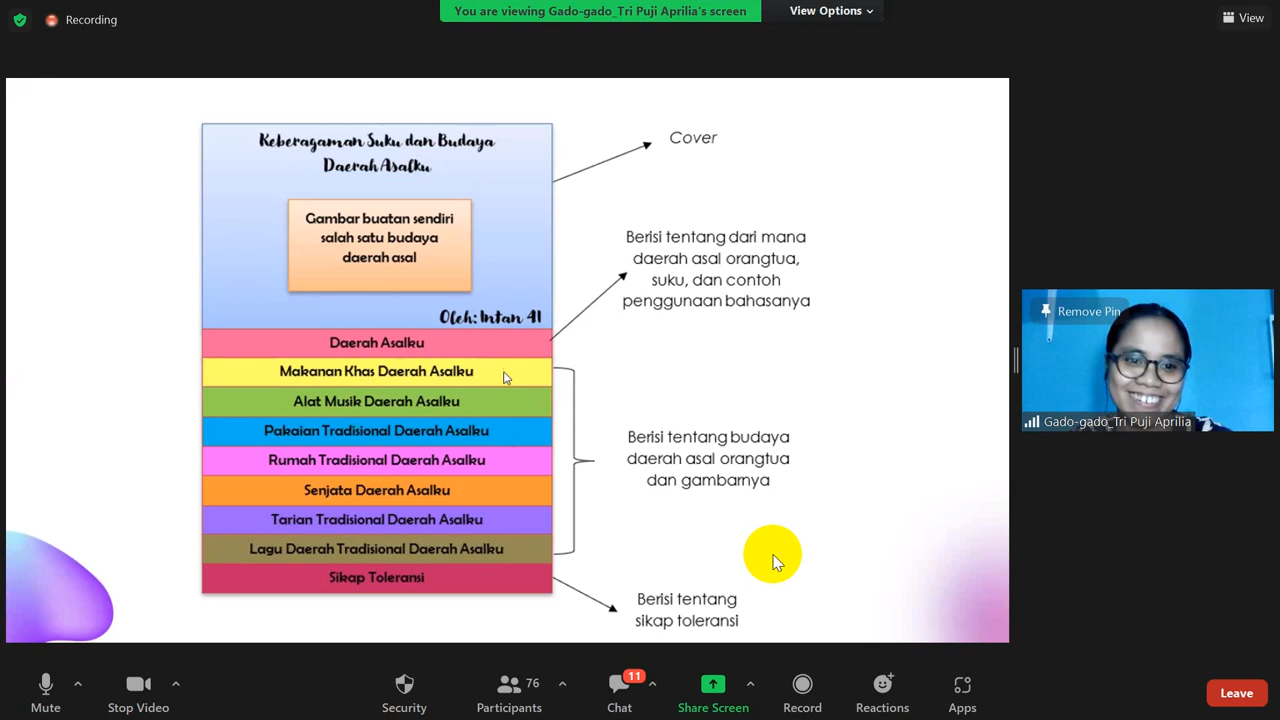 Recording
You are viewing Gado-gado_Tri Puji Aprilia's screen
View Options
View
Keberagaman Suku dan Budaya
Daerah Asalku
Gambar buatan sendiri
salah satu budaya
daerah asal
Oleh: Intan 4I
Daerah Asalku
Makanan Khas Daerah Asalku
Alat Musik Daerah Asalku
Pakaian Tradisional Daerah Asalku
Rumah Tradisional Daerah Asalku
Senjata Daerah Asalku
Tarian Tradisional Daerah Asalku
Lagu Daerah Tradisional Daerah Asalku
Sikap Toleransi
Cover
Berisi tentang dari mana
daerah asal orangtua,
suku, dan contoh
penggunaan bahasanya
Berisi tentang budaya
daerah asal orangtua
dan gambarnya
Berisi tentang
sikap toleransi
Remove Pin
Gado-gado_Tri Puji Aprilia
Mute
Stop Video
Security
76
Participants
11
Chat
Share Screen
Record
Reactions
Apps
Leave